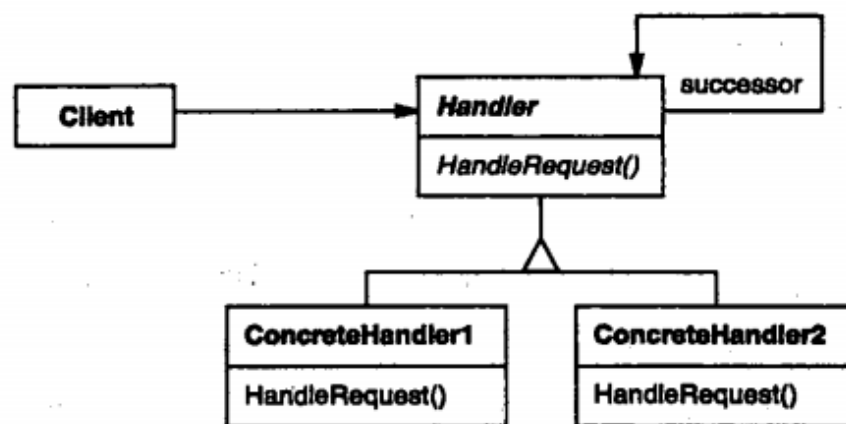 successor
Client
Handler
HandleRequest()
ConcreteHandler1
ConcreteHandler2
HandleRequest()
HandleRequest()